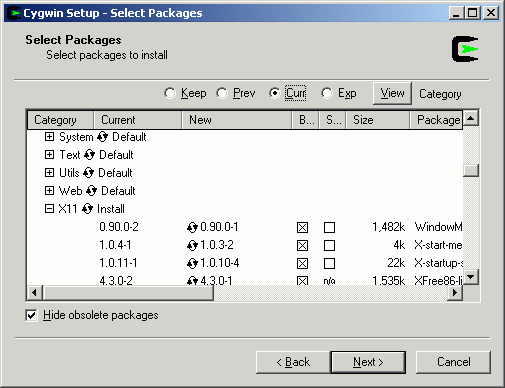 Cygwin Setup - Select Packages
Select Packages
Select packages to install
Keep Prev Curr Exp View Category
Category Current New B... S... Size Package
System Default
Text Default
Utils Default
Web Default
X11 Install
0.90.0-2 0.90.0-1 1,482k WindowM
1.0.4-1 1.0.3-2 4k X-start-me
1.0.11-1 1.0.10-4 22k X-startup-s
4.3.0-2 4.3.0-1 n/a 1,535k XFree86-li
Hide obsolete packages
< Back Next > Cancel